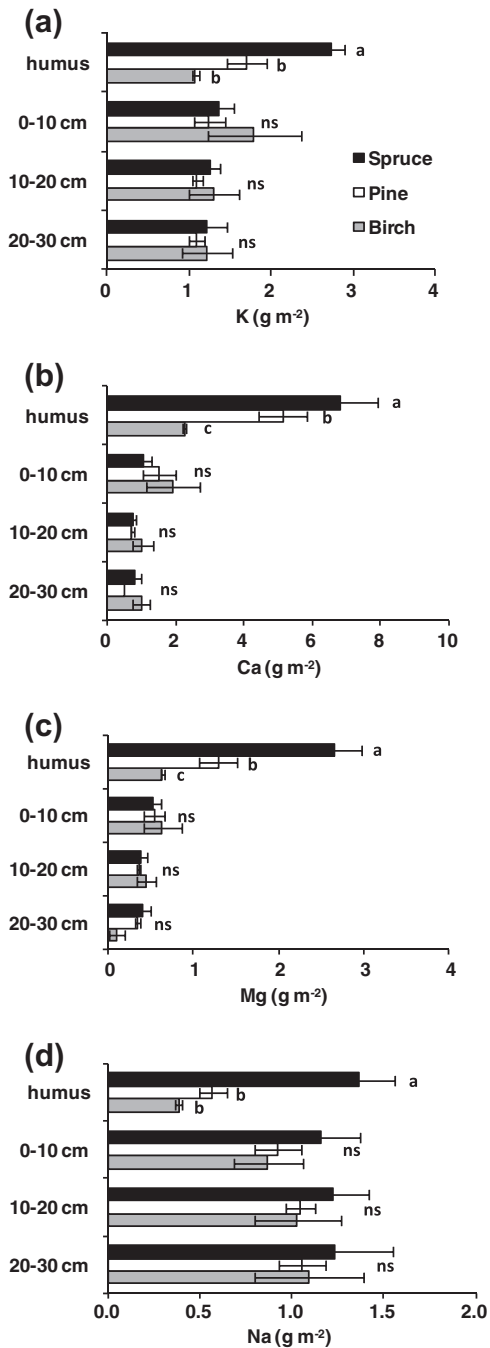 (a)
humus
a
b
b
0-10 cm
ns
10-20 cm
ns
20-30 cm
ns
Spruce
Pine
Birch
0 1 2 3 4
K (g m⁻²)
(b)
humus
a
b
c
0-10 cm
ns
10-20 cm
ns
20-30 cm
ns
0 2 4 6 8 10
Ca (g m⁻²)
(c)
humus
a
b
c
0-10 cm
ns
10-20 cm
ns
20-30 cm
ns
0 1 2 3 4
Mg (g m⁻²)
(d)
humus
a
b
b
0-10 cm
ns
10-20 cm
ns
20-30 cm
ns
0.0 0.5 1.0 1.5 2.0
Na (g m⁻²)